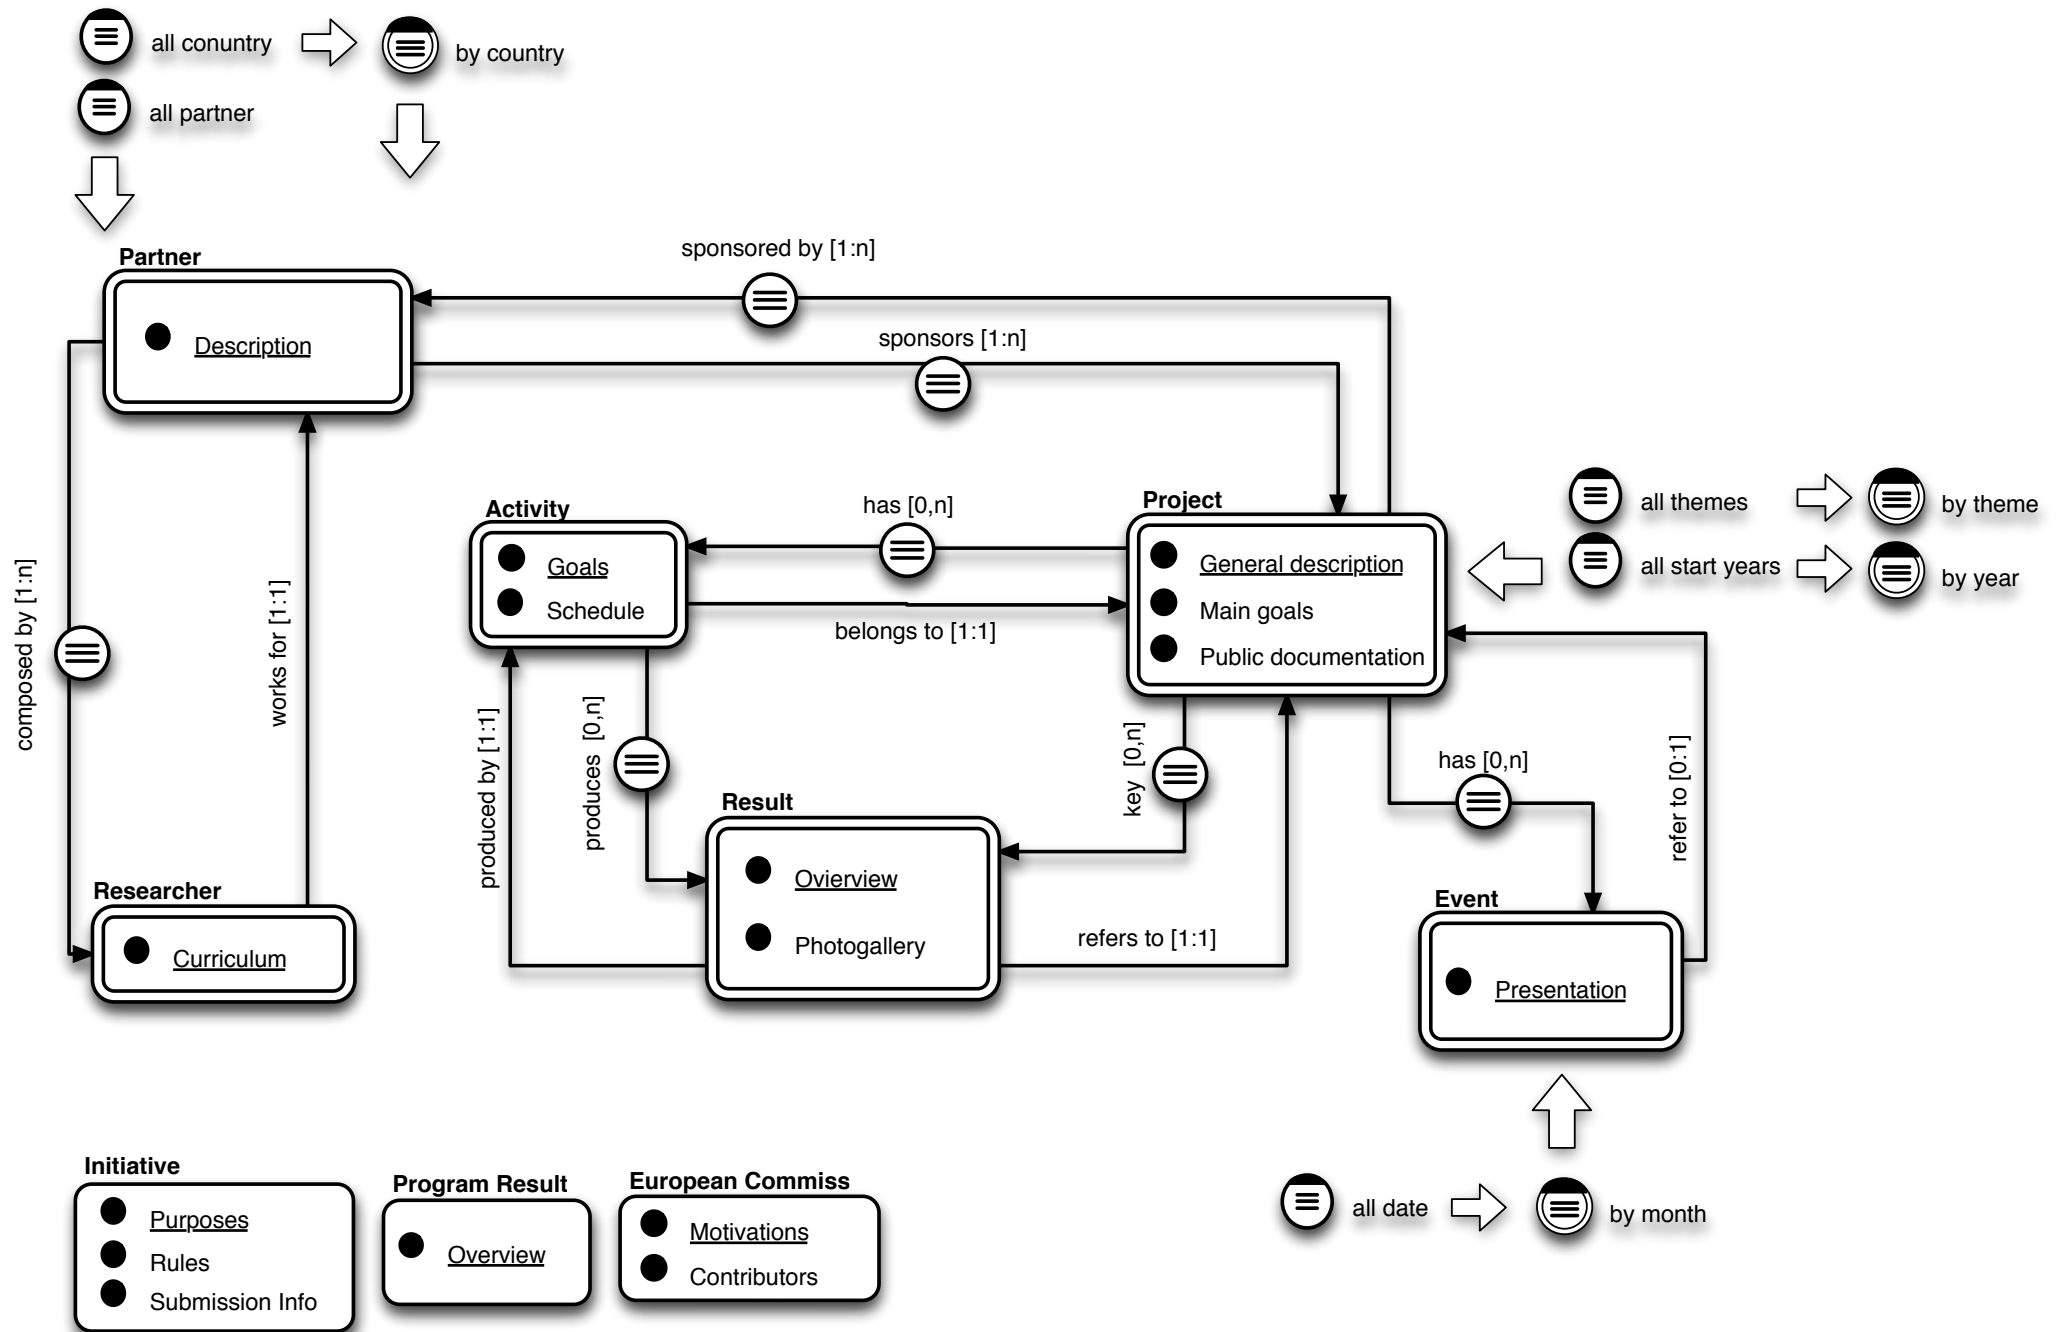 all conuntry
by country
all partner
Partner
Description
sponsored by [1:n]
sponsors [1:n]
composed by [1:n]
works for [1:1]
Researcher
Curriculum
Activity
Goals
Schedule
has [0,n]
belongs to [1:1]
Project
General description
Main goals
Public documentation
all themes
by theme
all start years
by year
produced by [1:1]
produces [0,n]
key [0,n]
Result
Ovierview
Photogallery
refers to [1:1]
has [0,n]
refer to [0:1]
Event
Presentation
all date
by month
Initiative
Purposes
Rules
Submission Info
Program Result
Overview
European Commiss
Motivations
Contributors